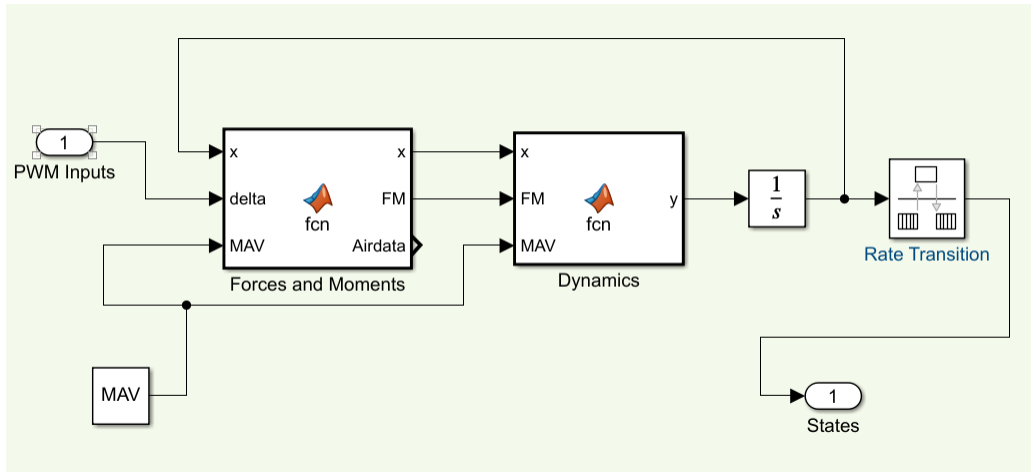 1
PWM Inputs
x
delta
MAV
fcn
x
FM
Airdata
Forces and Moments
x
FM
MAV
fcn
y
Dynamics
1
s
Rate Transition
MAV
1
States